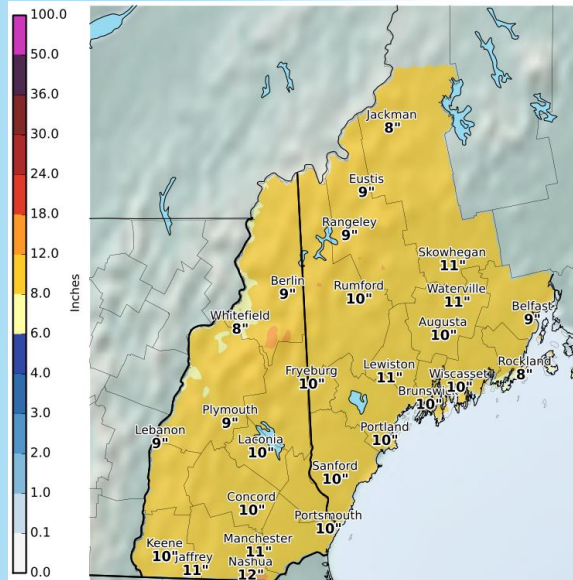 100.0
50.0
36.0
30.0
24.0
18.0
12.0
8.0
6.0
4.0
3.0
2.0
1.0
0.1
0.0
Inches
Jackman
8"
Eustis
9"
Rangeley
9"
Skowhegan
11"
Berlin
9"
Rumford
10"
Waterville
11"
Belfast
9"
Whitefield
8"
Augusta
10"
Rockland
8"
Fryeburg
10"
Lewiston
11"
Wiscasset
10"
Brunswi
10"
Plymouth
9"
Lebanon
9"
Laconia
10"
Portland
10"
Sanford
10"
Concord
10"
Portsmouth
10"
Keene
10"
Jaffrey
11"
Manchester
11"
Nashua
12"